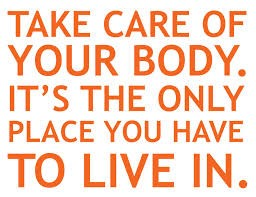 TAKE CARE OF
YOUR BODY.
IT'S THE ONLY
PLACE YOU HAVE
TO LIVE IN.